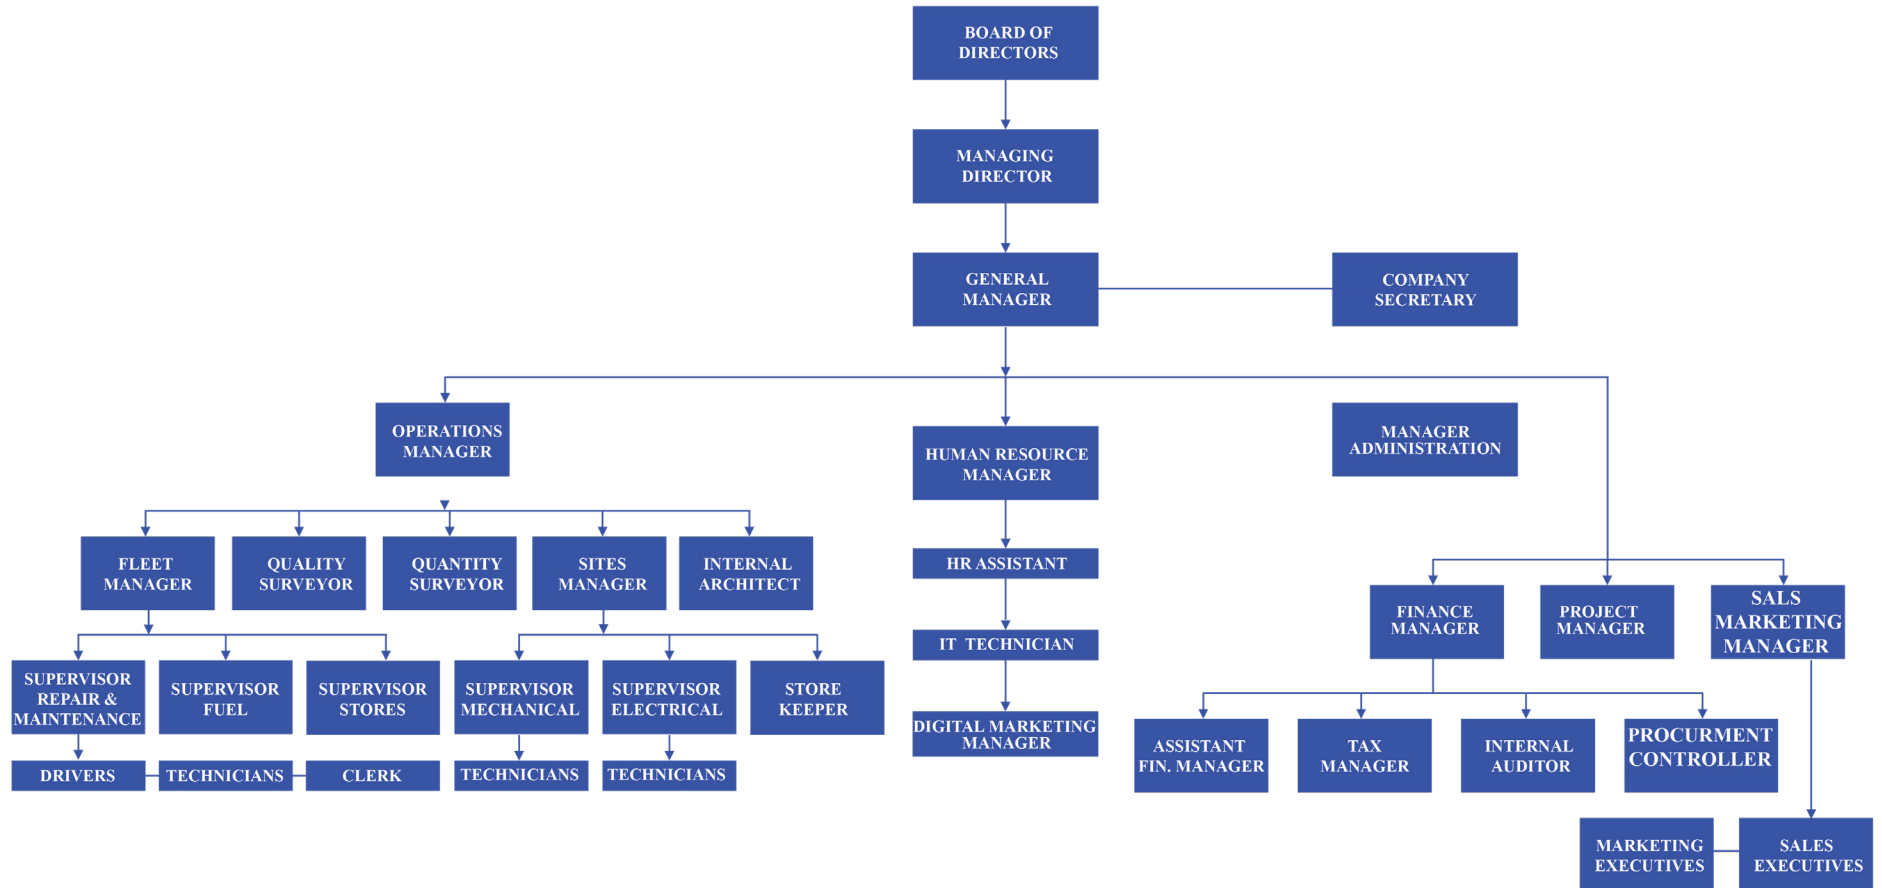 BOARD OF
DIRECTORS
MANAGING
DIRECTOR
GENERAL
MANAGER
COMPANY
SECRETARY
OPERATIONS
MANAGER
HUMAN RESOURCE
MANAGER
MANAGER
ADMINISTRATION
FLEET
MANAGER
QUALITY
SURVEYOR
QUANTITY
SURVEYOR
SITES
MANAGER
INTERNAL
ARCHITECT
HR ASSISTANT
FINANCE
MANAGER
PROJECT
MANAGER
SALS
MARKETING
MANAGER
SUPERVISOR
REPAIR &
MAINTENANCE
SUPERVISOR
FUEL
SUPERVISOR
STORES
SUPERVISOR
MECHANICAL
SUPERVISOR
ELECTRICAL
STORE
KEEPER
IT TECHNICIAN
DIGITAL MARKETING
MANAGER
ASSISTANT
FIN. MANAGER
TAX
MANAGER
INTERNAL
AUDITOR
PROCURMENT
CONTROLLER
DRIVERS
TECHNICIANS
CLERK
TECHNICIANS
TECHNICIANS
MARKETING
EXECUTIVES
SALES
EXECUTIVES